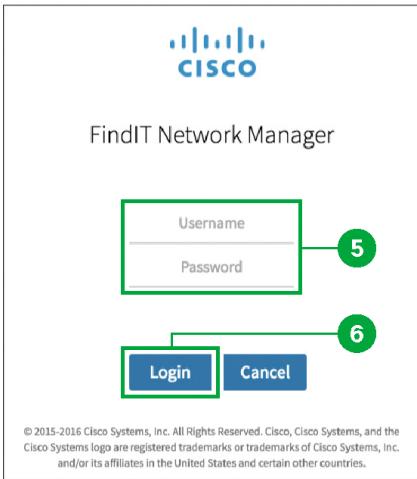 CISCO
FindIT Network Manager
Username
Password
5
6
Login
Cancel
© 2015-2016 Cisco Systems, Inc. All Rights Reserved. Cisco, Cisco Systems, and the
Cisco Systems logo are registered trademarks or trademarks of Cisco Systems, Inc.
and/or its affiliates in the United States and certain other countries.